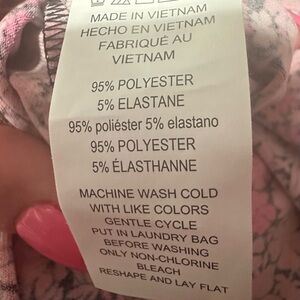 MADE IN VIETNAM
HECHO EN VIETNAM
FABRIQUÉ AU
VIETNAM
95% POLYESTER
5% ELASTANE
95% poliéster 5% elastano
95% POLYESTER
5% ÉLASTHANNE
MACHINE WASH COLD
WITH LIKE COLORS
GENTLE CYCLE
PUT IN LAUNDRY BAG
BEFORE WASHING
ONLY NON-CHLORINE
BLEACH
RESHAPE AND LAY FLAT